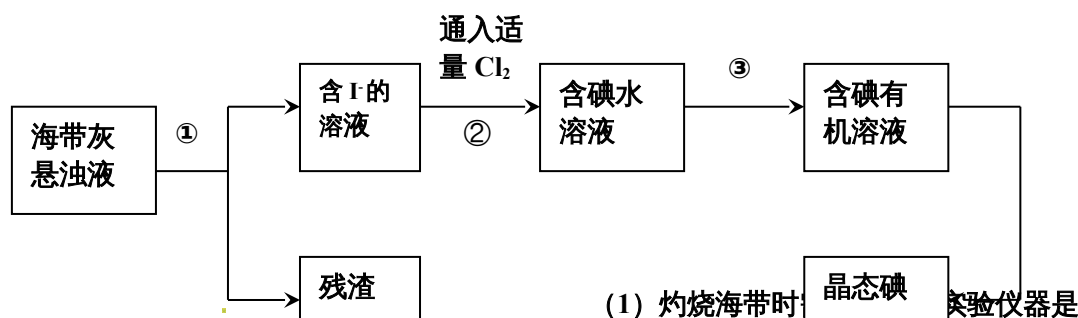 通入适
量 Cl₂
①
②
③
海带灰
悬浊液
含 I⁻ 的
溶液
含碘水
溶液
含碘有
机溶液
残渣
晶态碘
（1）灼烧海带时 实验仪器是